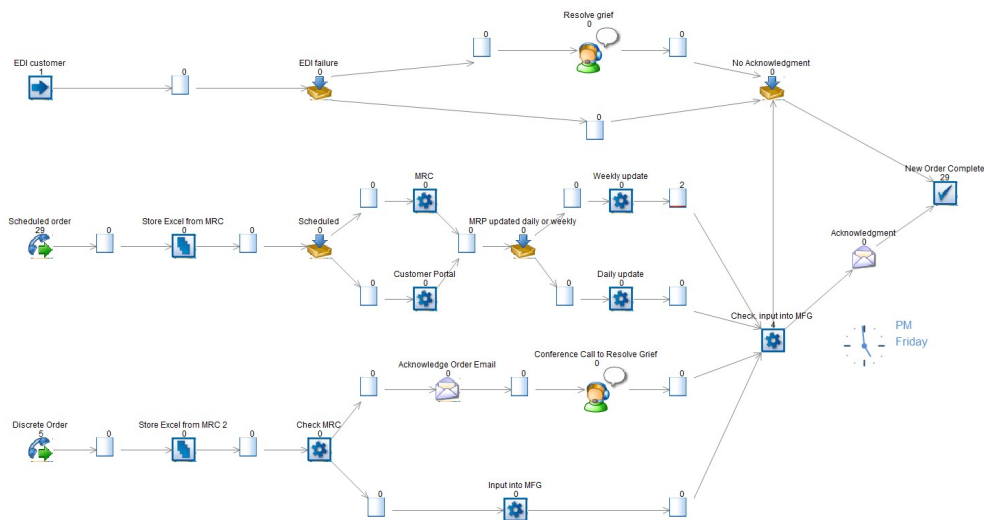 Resolve grief
0
0
0
EDI customer
1
0
EDI failure
0
No Acknowledgment
0
0
New Order Complete
29
MRC
0
0
0
Weekly update
0
0
2
Scheduled order
29
0
Store Excel from MRC
0
0
Scheduled
0
0
MRP updated daily or weekly
0
Acknowledgment
0
Customer Portal
0
0
Daily update
0
0
0
Check, input into MFG
4
PM
Friday
Acknowledge Order Email
0
0
0
Conference Call to Resolve Grief
0
0
Discrete Order
5
0
Store Excel from MRC 2
0
0
Check MRC
0
Input into MFG
0
0
0